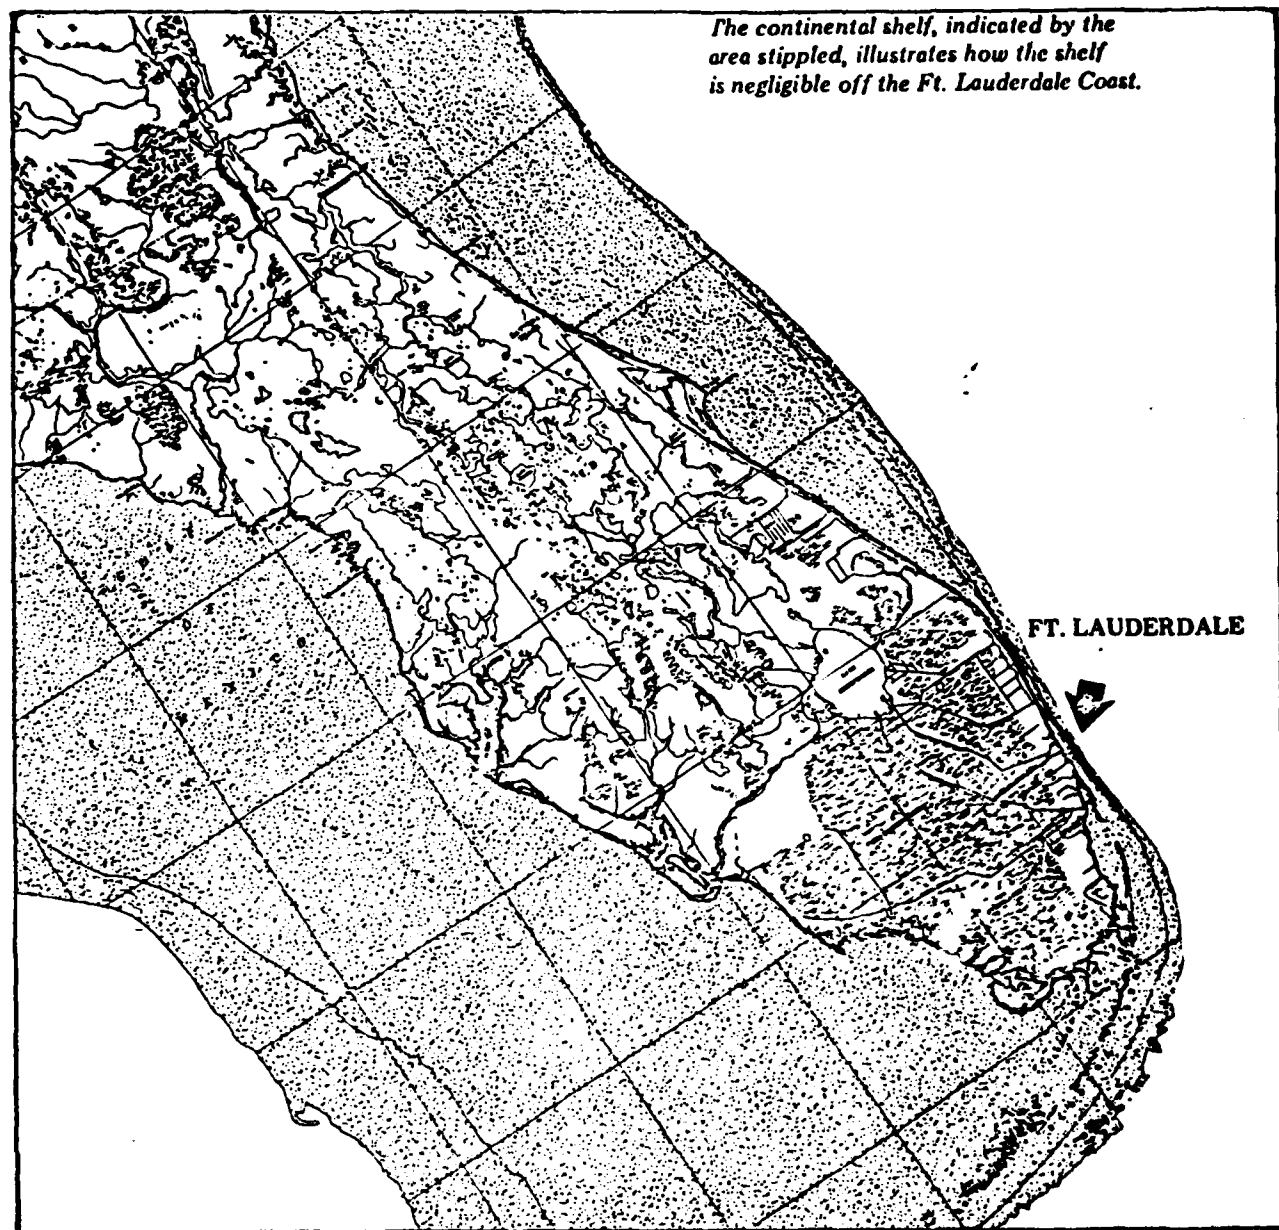 The continental shelf, indicated by the
area stippled, illustrates how the shelf
is negligible off the Ft. Lauderdale Coast.
FT. LAUDERDALE